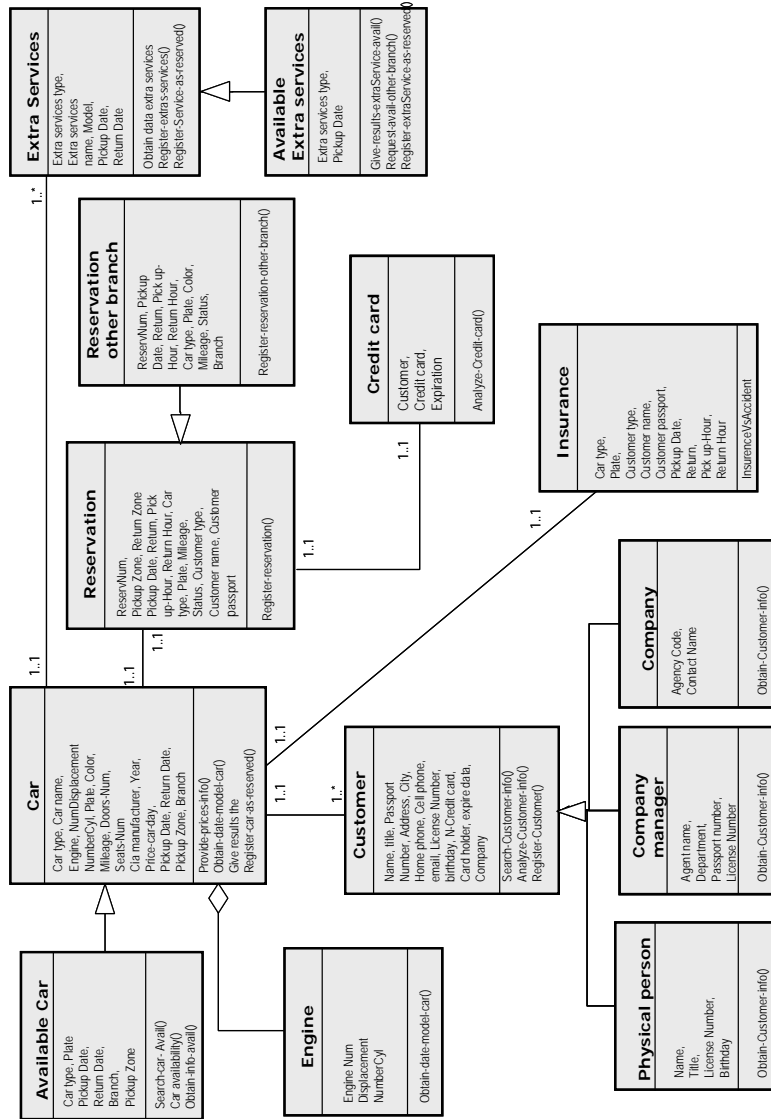 Available Car
Car type, Plate
Pickup Date,
Return Date,
Branch,
Pickup Zone
Search-car- Avail()
Car availability()
Obtain-info-avail()
Car
Car type, Car name,
Engine, NumDisplacement
NumberCyl, Plate, Color,
Mileage, Doors-Num,
Seats-Num
Cia manufacturer, Year,
Price-car-day,
Pickup Date, Return Date,
Pickup Zone, Branch
Provide-prices-info()
Obtain-date-model-car()
Give results the
Register-car-as-reserved()
1..1
1..1
1..1
1..1
1..*
Extra Services
Extra services type,
Extra services
name, Model,
Pickup Date,
Return Date
Obtain data extra services
Register-extras-services()
Register-Service-as-reserved()
Available
Extra services
Extra services type,
Pickup Date
Give-results-extraService-avail()
Request-avail-other-branch()
Register-extraService-as-reserved()
Reservation
ReservNum,
Pickup Zone, Return Zone
Pickup Date, Return, Pick
up-Hour, Return Hour, Car
type, Plate, Mileage,
Status, Customer type,
Customer name, Customer
passport
Register-reservation()
Reservation
other branch
ReservNum, Pickup
Date, Return, Pick up-
Hour, Return Hour,
Car type, Plate, Color,
Mileage, Status,
Branch
Register-reservation-other-branch()
1..1
1..1
Credit card
Customer,
Credit card,
Expiration
Analyze-Credit-card()
Engine
Engine Num
Displacement
NumberCyl
Obtain-date-model-car()
1..*
Customer
Name, title, Passport
Number, Address, City,
Home phone, Cell phone,
email, License Number,
birthday, N-Credit card,
Card holder, expire data,
Company
Search-Customer-info()
Analyze-Customer-info()
Register-Customer()
1..1
Insurance
Car type,
Plate,
Customer type,
Customer name,
Customer passport,
Pickup Date,
Return,
Pick up-Hour,
Return Hour
InsurenceVsAccident
Physical person
Name,
Title,
License Number,
Birthday
Obtain-Customer-info()
Company
manager
Agent name,
Department,
Passport number,
License Number
Obtain-Customer-info()
Company
Agency Code,
Contact Name
Obtain-Customer-info()